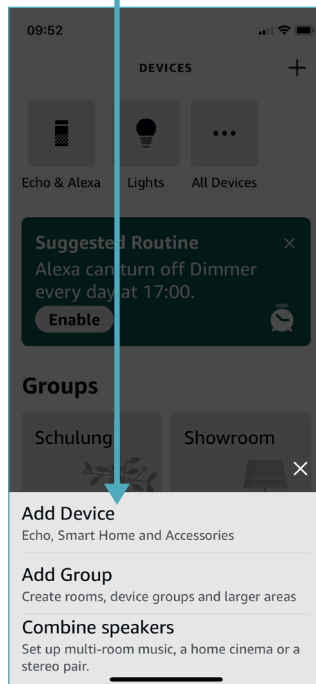 09:52
DEVICES
Echo & Alexa
Lights
All Devices
Suggested Routine
Alexa can turn off Dimmer
every day at 17:00.
Enable
Groups
Schulung
Showroom
Add Device
Echo, Smart Home and Accessories
Add Group
Create rooms, device groups and larger areas
Combine speakers
Set up multi-room music, a home cinema or a
stereo pair.